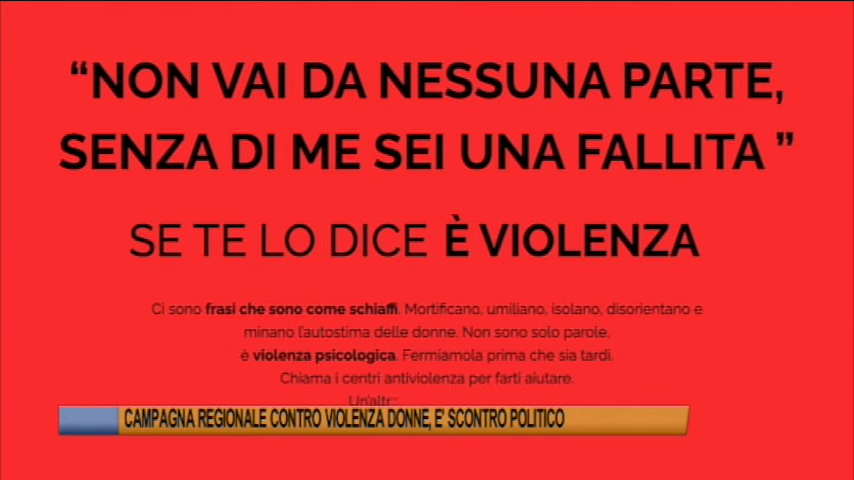 “NON VAI DA NESSUNA PARTE,
SENZA DI ME SEI UNA FALLITA”
SE TE LO DICE È VIOLENZA
Ci sono frasi che sono come schiaffi. Mortificano, umiliano, isolano, disorientano e
minano l'autostima delle donne. Non sono solo parole,
è violenza psicologica. Fermiamola prima che sia tardi.
Chiama i centri antiviolenza per farti aiutare.
CAMPAGNA REGIONALE CONTRO VIOLENZA DONNE, E' SCONTRO POLITICO